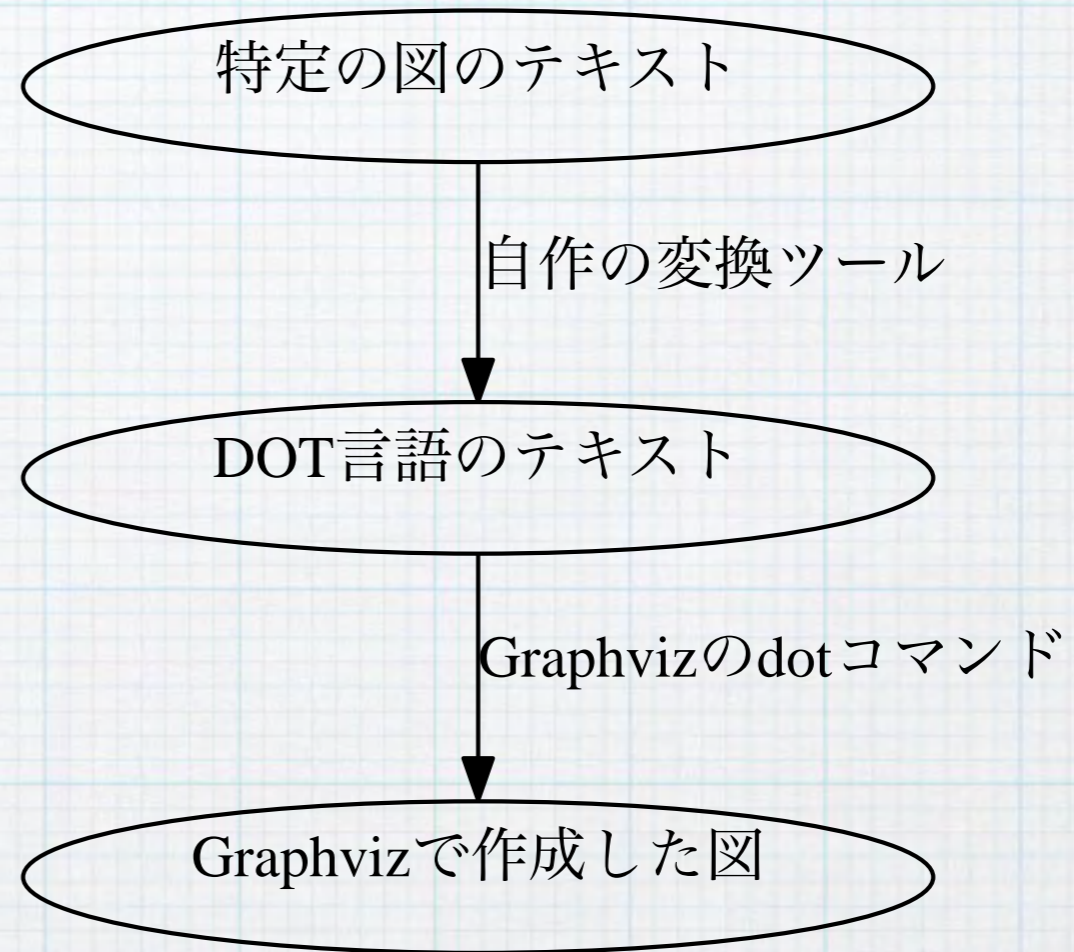 特定の図のテキスト
自作の変換ツール
DOT言語のテキスト
Graphvizのdotコマンド
Graphvizで作成した図